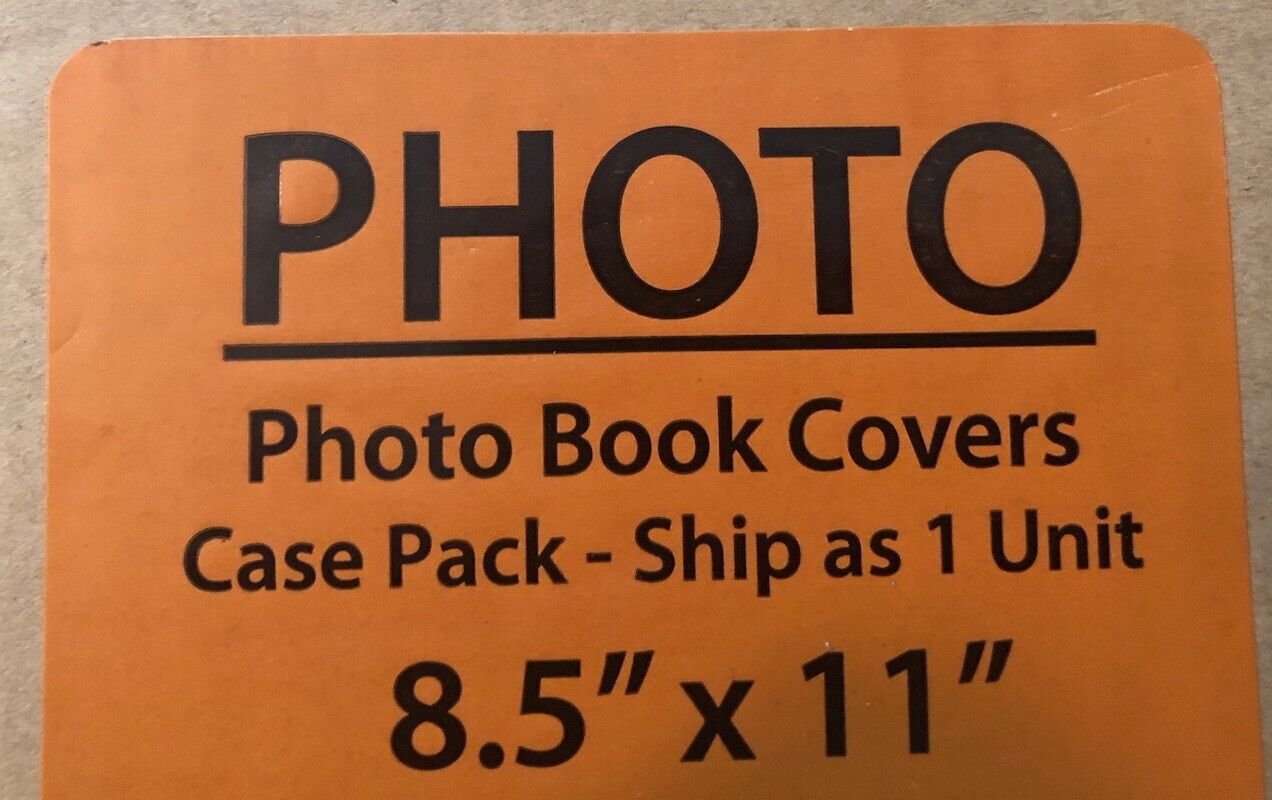 PHOTO
Photo Book Covers
Case Pack - Ship as 1 Unit
8.5” x 11”